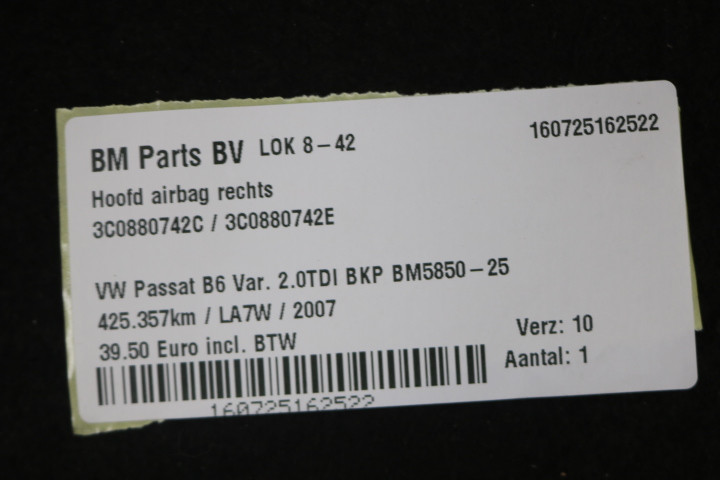 BM Parts BV LOK 8-42
160725162522
Hoofd airbag rechts
3C0880742C / 3C0880742E
VW Passat B6 Var. 2.0TDI BKP BM5850-25
425.357km / LA7W / 2007
39.50 Euro incl. BTW
Verz: 10
Aantal: 1
160725162522